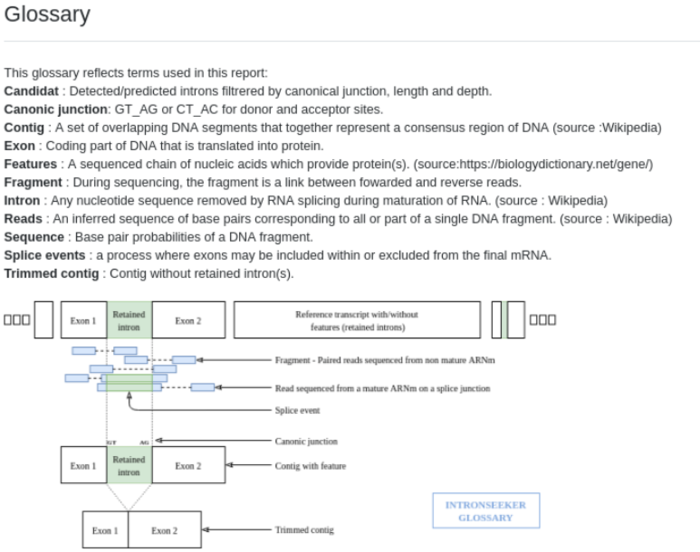 Glossary
This glossary reflects terms used in this report:
Candidat : Detected/predicted introns filtrered by canonical junction, length and depth.
Canonic junction: GT_AG or CT_AC for donor and acceptor sites.
Contig : A set of overlapping DNA segments that together represent a consensus region of DNA (source :Wikipedia)
Exon : Coding part of DNA that is translated into protein.
Features : A sequenced chain of nucleic acids which provide protein(s). (source:https://biologydictionary.net/gene/)
Fragment : During sequencing, the fragment is a link between fowarded and reverse reads.
Intron : Any nucleotide sequence removed by RNA splicing during maturation of RNA. (source : Wikipedia)
Reads : An inferred sequence of base pairs corresponding to all or part of a single DNA fragment. (source : Wikipedia)
Sequence : Base pair probabilities of a DNA fragment.
Splice events : a process where exons may be included within or excluded from the final mRNA.
Trimmed contig : Contig without retained intron(s).
Exon 1
Retained
intron
Exon 2
Reference transcript with/without
features (retained introns)
Fragment - Paired reads sequenced from non mature ARNm
Read sequenced from a mature ARNm on a splice junction
Splice event
GT AG
Canonic junction
Exon 1
Retained
intron
Exon 2
Contig with feature
INTRONSEEKER
GLOSSARY
Exon 1
Exon 2
Trimmed contig